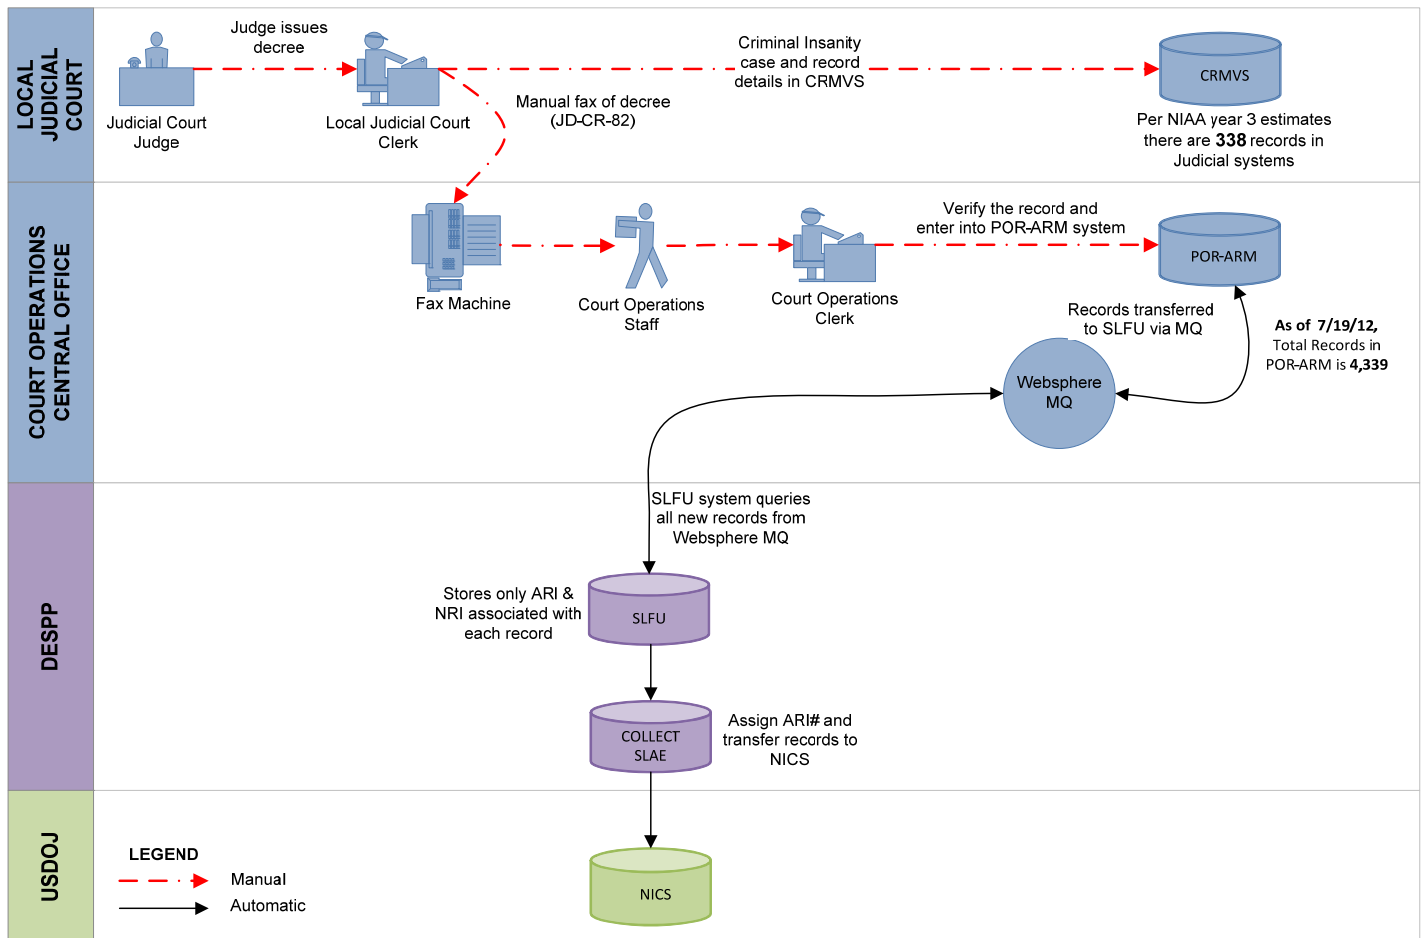 LOCAL
JUDICIAL
COURT
Judge issues
decree
Judicial Court
Judge
Local Judicial Court
Clerk
Criminal Insanity
case and record
details in CRMVS
Manual fax of decree
(JD-CR-82)
CRMVS
Per NIAA year 3 estimates
there are 338 records in
Judicial systems
COURT OPERATIONS
CENTRAL OFFICE
Fax Machine
Court Operations
Staff
Court Operations
Clerk
Verify the record and
enter into POR-ARM system
POR-ARM
Records transferred
to SLFU via MQ
As of 7/19/12,
Total Records in
POR-ARM is 4,339
Websphere
MQ
DESPP
SLFU system queries
all new records from
Websphere MQ
Stores only ARI &
NRI associated with
each record
SLFU
COLLECT
SLAE
Assign ARI# and
transfer records to
NICS
USDOJ
LEGEND
Manual
Automatic
NICS